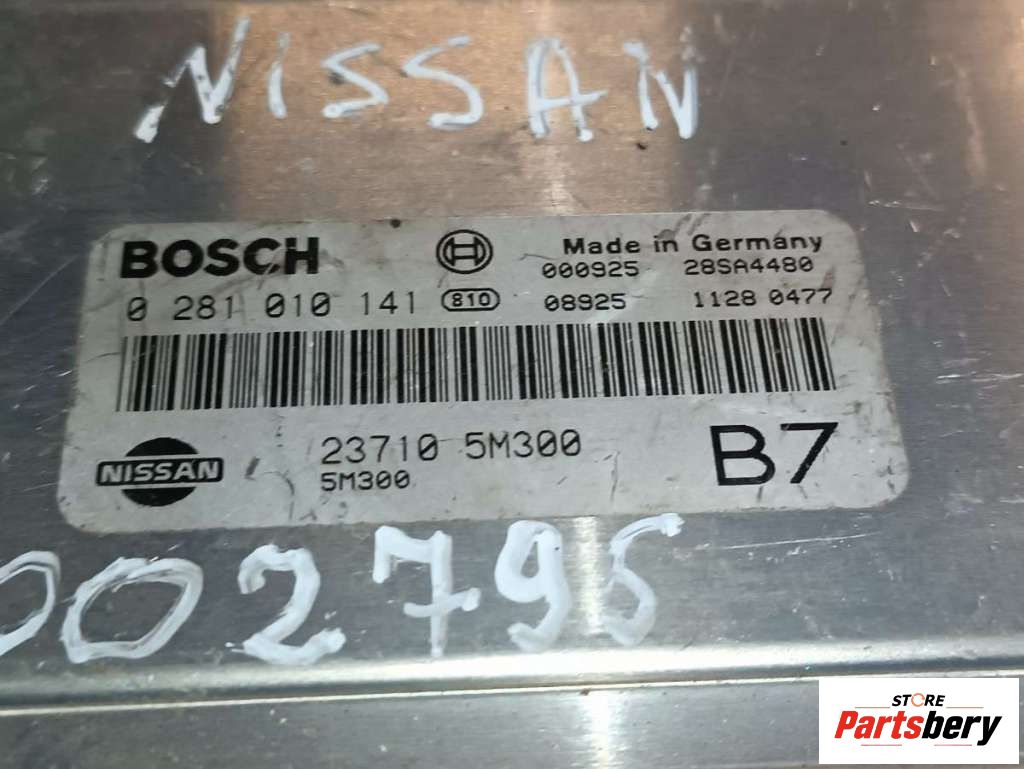 NISSAN
BOSCH Made in Germany
000925 28SA4480
0 281 010 141 810 08925 1128 0477
NISSAN 23710 5M300 B7
5M300
002795
STORE
Partsbery